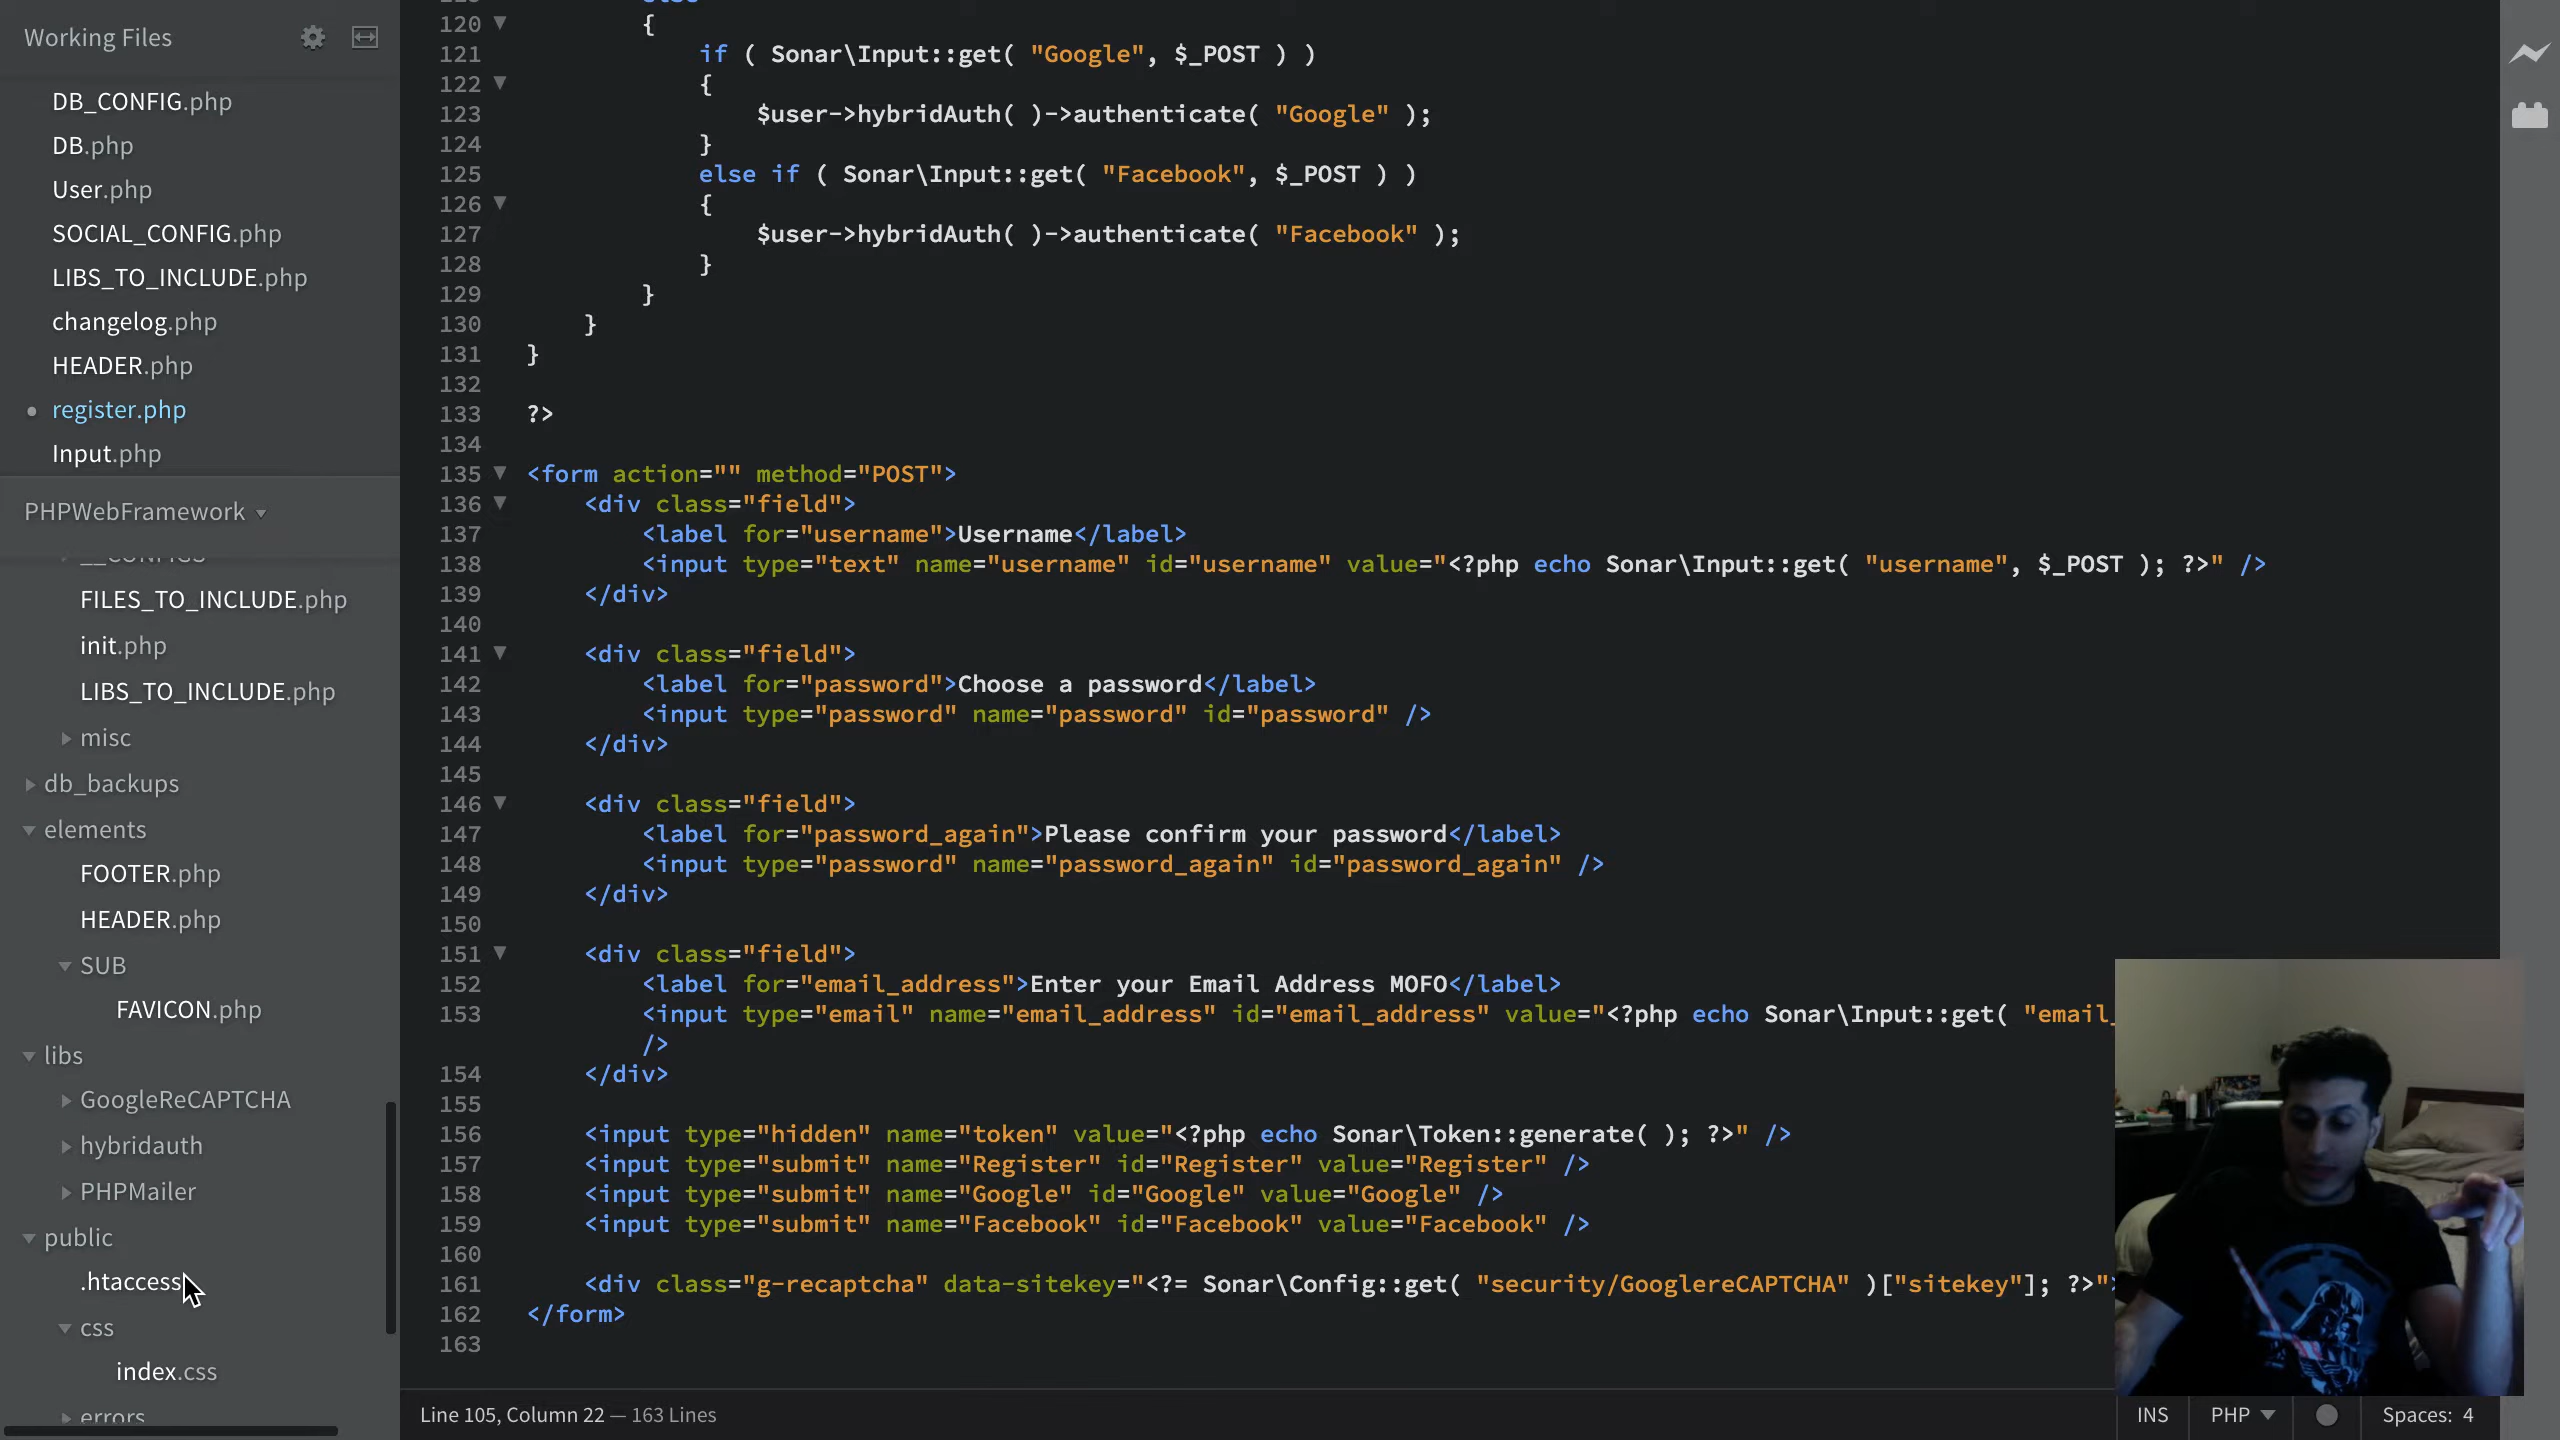 Working Files
DB_CONFIG.php
DB.php
User.php
SOCIAL_CONFIG.php
LIBS_TO_INCLUDE.php
changelog.php
HEADER.php
register.php
Input.php
PHPWebFramework
__CONFIGS
FILES_TO_INCLUDE.php
init.php
LIBS_TO_INCLUDE.php
misc
db_backups
elements
FOOTER.php
HEADER.php
SUB
FAVICON.php
libs
GoogleReCAPTCHA
hybridauth
PHPMailer
public
.htaccess
css
index.css
errors
else
120 {
121 if ( Sonar\Input::get( "Google", $_POST ) )
122 {
123 $user->hybridAuth( )->authenticate( "Google" );
124 }
125 else if ( Sonar\Input::get( "Facebook", $_POST ) )
126 {
127 $user->hybridAuth( )->authenticate( "Facebook" );
128 }
129 }
130 }
131 }
132
133 ?>
134
135 <form action="" method="POST">
136 <div class="field">
137 <label for="username">Username</label>
138 <input type="text" name="username" id="username" value="<?php echo Sonar\Input::get( "username", $_POST ); ?>" />
139 </div>
140
141 <div class="field">
142 <label for="password">Choose a password</label>
143 <input type="password" name="password" id="password" />
144 </div>
145
146 <div class="field">
147 <label for="password_again">Please confirm your password</label>
148 <input type="password" name="password_again" id="password_again" />
149 </div>
150
151 <div class="field">
152 <label for="email_address">Enter your Email Address MOFO</label>
153 <input type="email" name="email_address" id="email_address" value="<?php echo Sonar\Input::get( "email_
/>
154 </div>
155
156 <input type="hidden" name="token" value="<?php echo Sonar\Token::generate( ); ?>" />
157 <input type="submit" name="Register" id="Register" value="Register" />
158 <input type="submit" name="Google" id="Google" value="Google" />
159 <input type="submit" name="Facebook" id="Facebook" value="Facebook" />
160
161 <div class="g-recaptcha" data-sitekey="<?= Sonar\Config::get( "security/GooglereCAPTCHA" )["sitekey"]; ?>"
162 </form>
163
Line 105, Column 22 — 163 Lines
INS
PHP
Spaces: 4